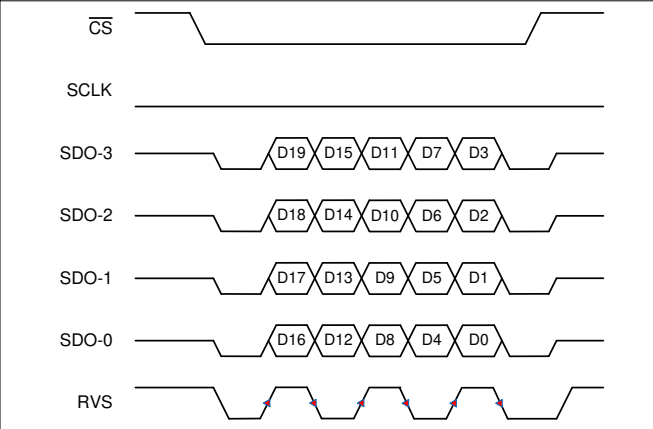 C̅S̅
SCLK
SDO-3 D19 D15 D11 D7 D3
SDO-2 D18 D14 D10 D6 D2
SDO-1 D17 D13 D9 D5 D1
SDO-0 D16 D12 D8 D4 D0
RVS